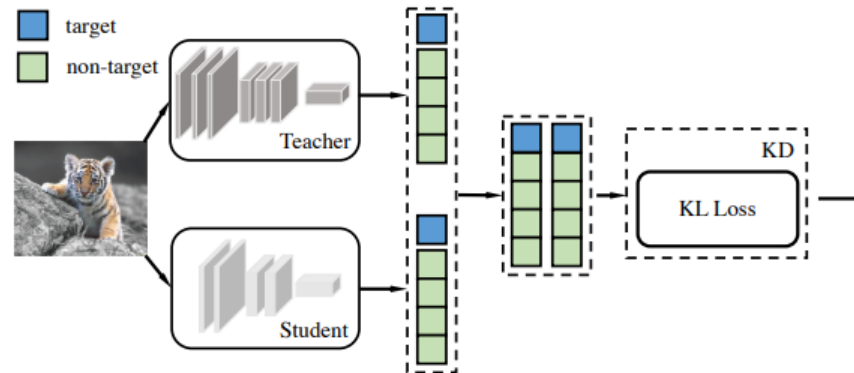 target
non-target
Teacher
Student
KD
KL Loss